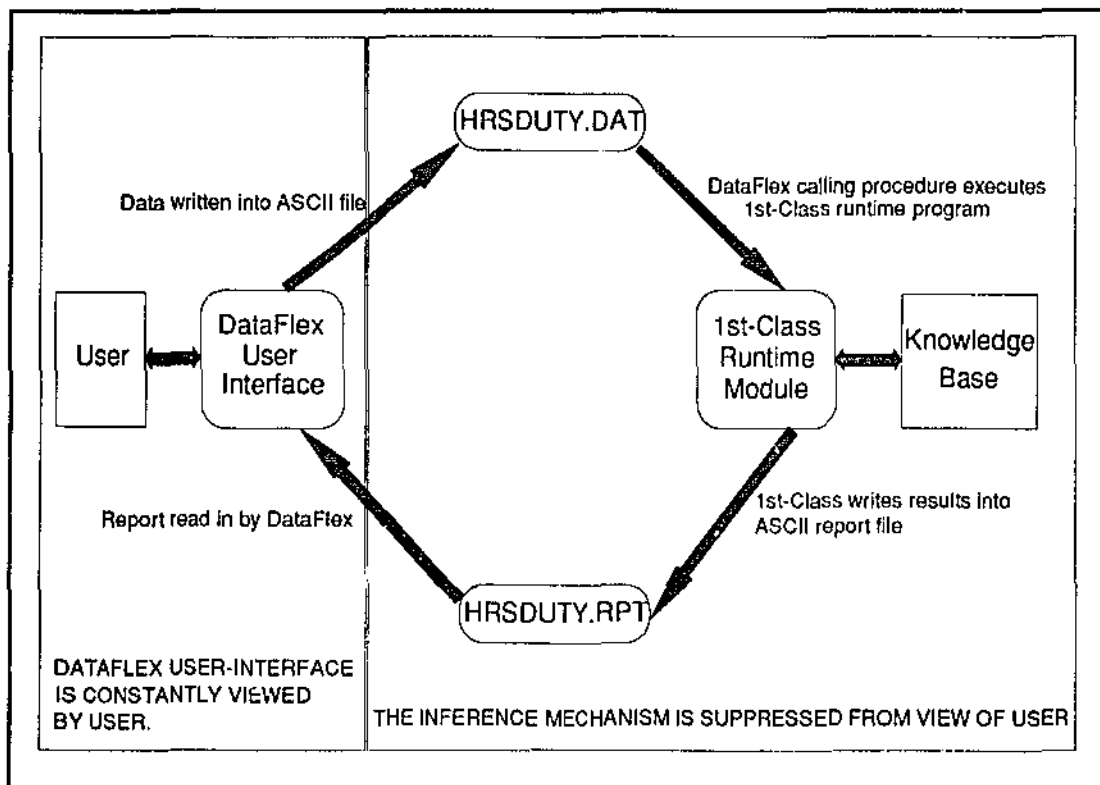 HRSDUTY.DAT
Data written into ASCII file
DataFlex calling procedure executes
1st-Class runtime program
User
DataFlex
User
Interface
1st-Class
Runtime
Module
Knowledge
Base
Report read in by DataFlex
1st-Class writes results into
ASCII report file
HRSDUTY.RPT
DATAFLEX USER-INTERFACE
IS CONSTANTLY VIEWED
BY USER.
THE INFERENCE MECHANISM IS SUPPRESSED FROM VIEW OF USER